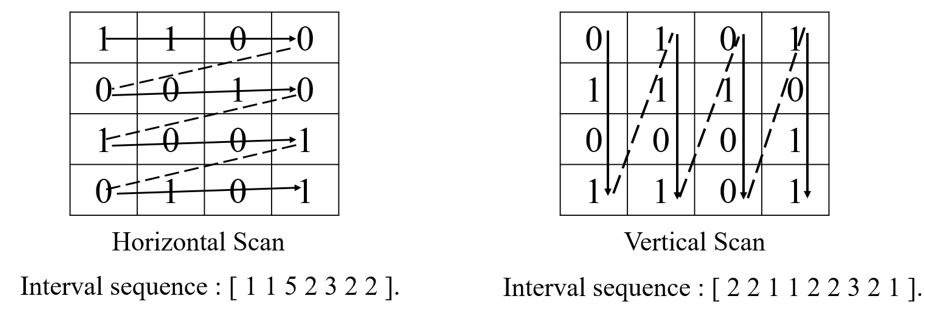 1 1 0 0
0 0 1 0
1 0 0 1
0 1 0 1
Horizontal Scan
Interval sequence : [ 1 1 5 2 3 2 2 ].
0 1 0 1
1 1 1 0
0 0 0 1
1 1 0 1
Vertical Scan
Interval sequence : [ 2 2 1 1 2 2 3 2 1 ].